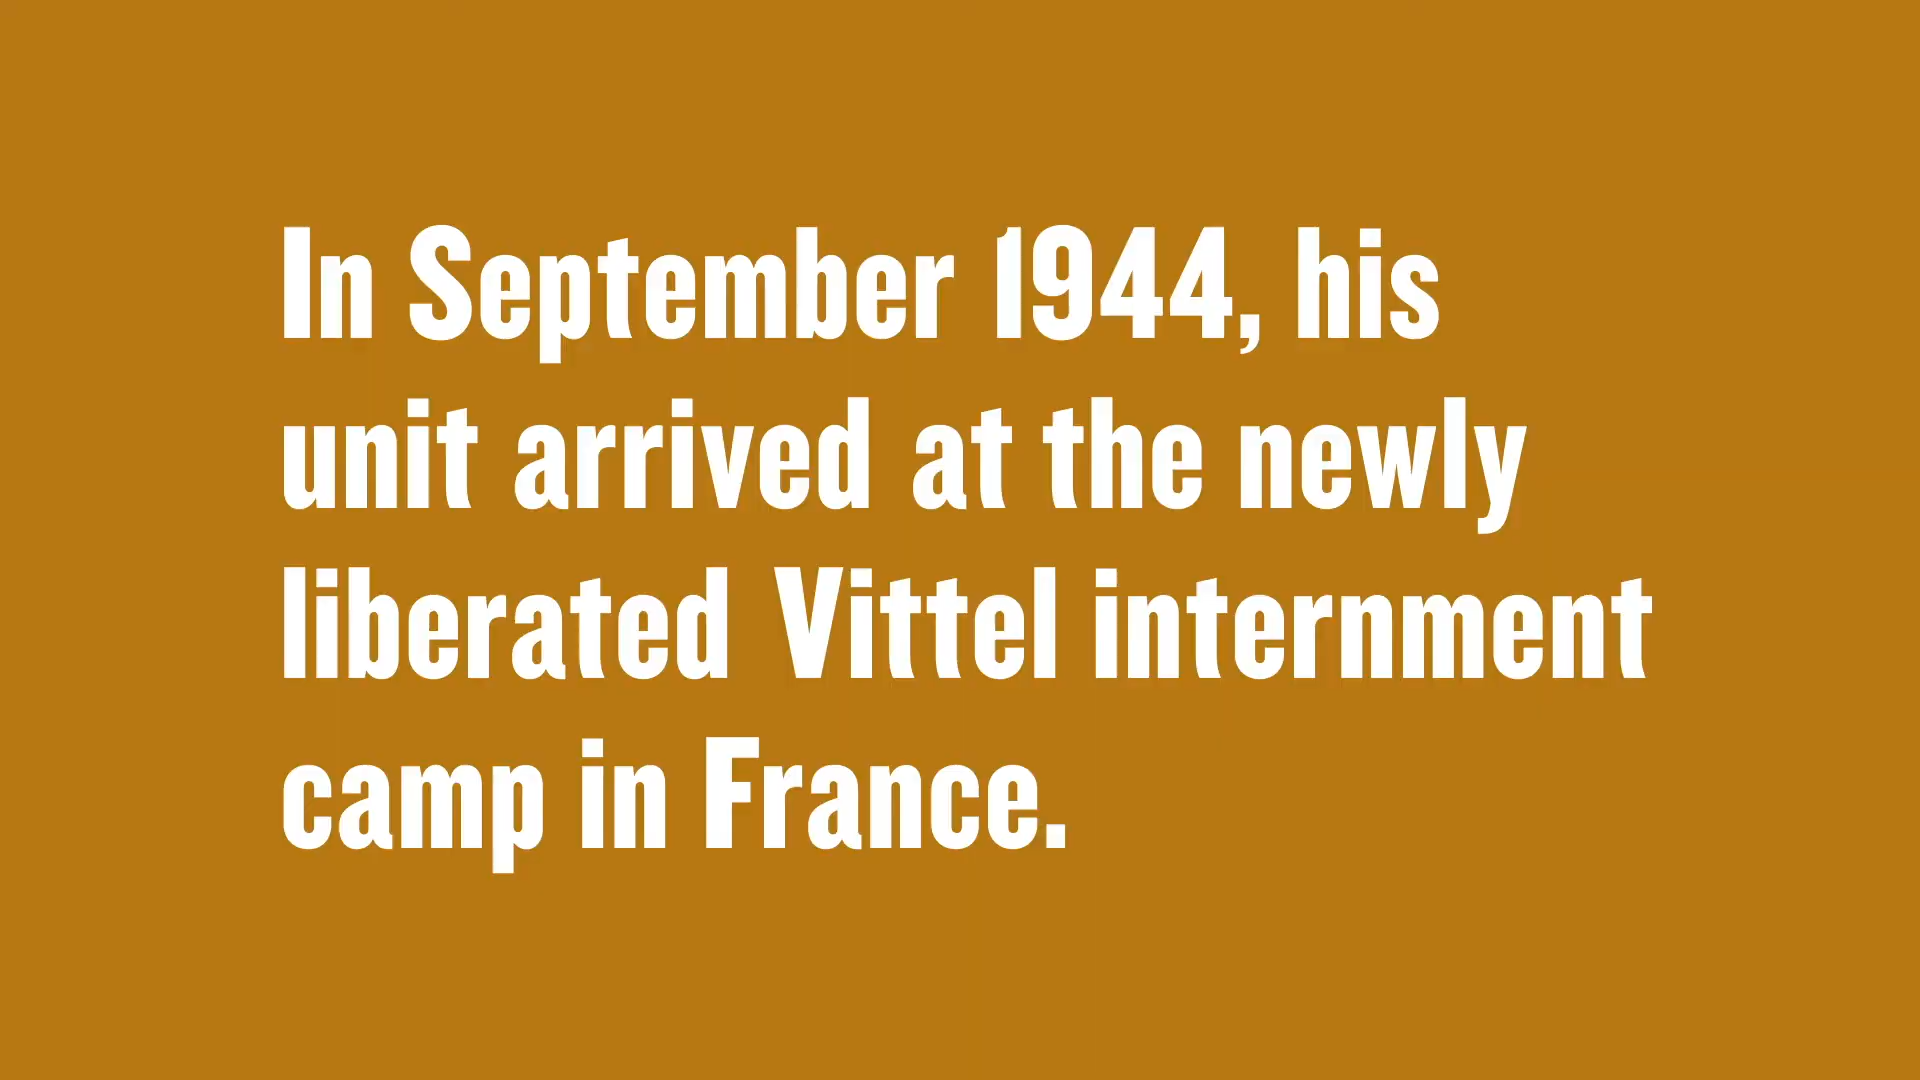 In September 1944, his
unit arrived at the newly
liberated Vittel internment
camp in France.